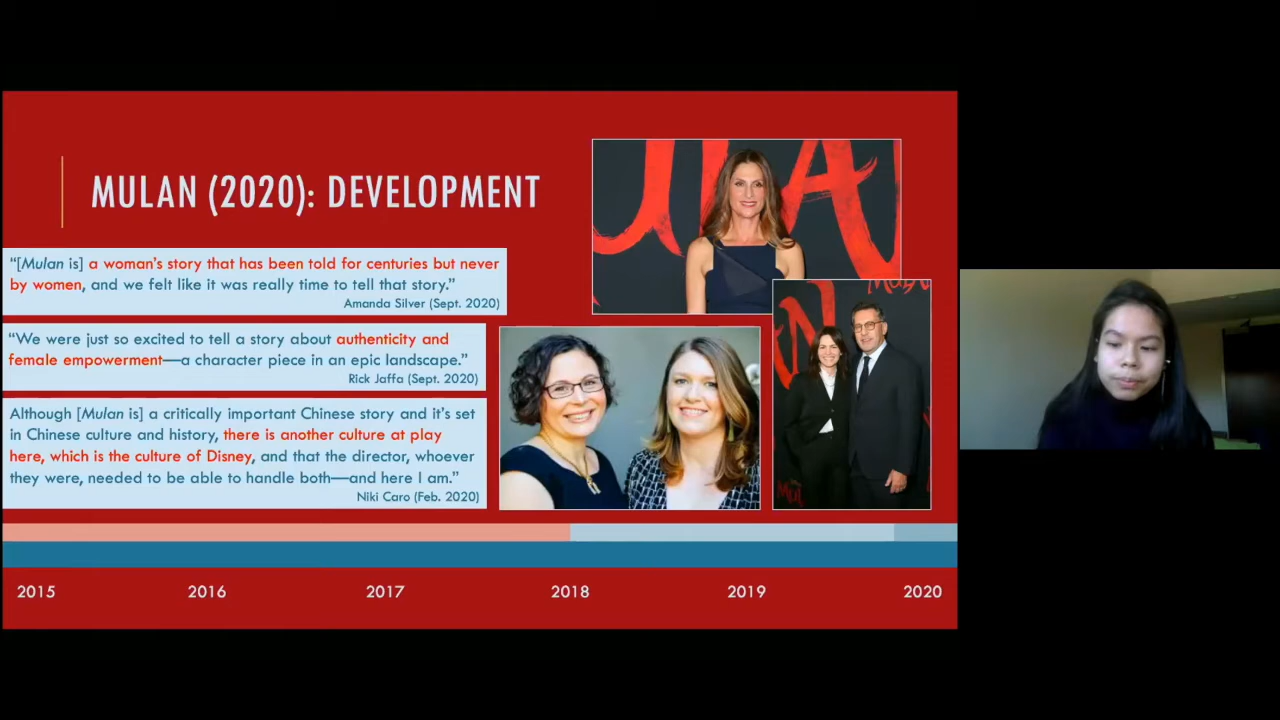 MULAN (2020): DEVELOPMENT
“[Mulan is] a woman’s story that has been told for centuries but never
by women, and we felt like it was really time to tell that story.”
Amanda Silver (Sept. 2020)
“We were just so excited to tell a story about authenticity and
female empowerment—a character piece in an epic landscape.”
Rick Jaffa (Sept. 2020)
Although [Mulan is] a critically important Chinese story and it’s set
in Chinese culture and history, there is another culture at play
here, which is the culture of Disney, and that the director, whoever
they were, needed to be able to handle both—and here I am.”
Niki Caro (Feb. 2020)
2015 2016 2017 2018 2019 2020